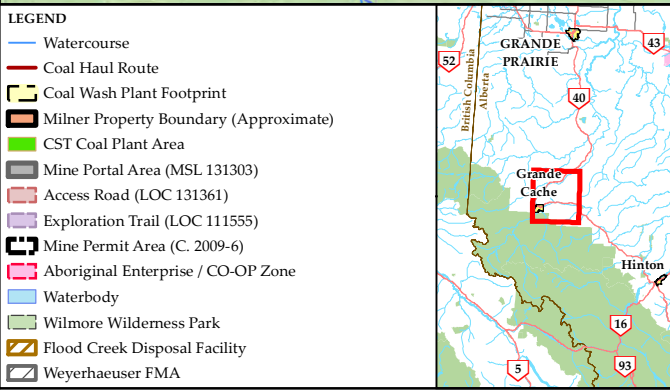 LEGEND
Watercourse
Coal Haul Route
Coal Wash Plant Footprint
Milner Property Boundary (Approximate)
CST Coal Plant Area
Mine Portal Area (MSL 131303)
Access Road (LOC 131361)
Exploration Trail (LOC 111555)
Mine Permit Area (C. 2009-6)
Aboriginal Enterprise / CO-OP Zone
Waterbody
Wilmore Wilderness Park
Flood Creek Disposal Facility
Weyerhaeuser FMA
GRANDE
PRAIRIE
43
52
British Columbia
Alberta
40
Grande
Cache
Hinton
16
5
93